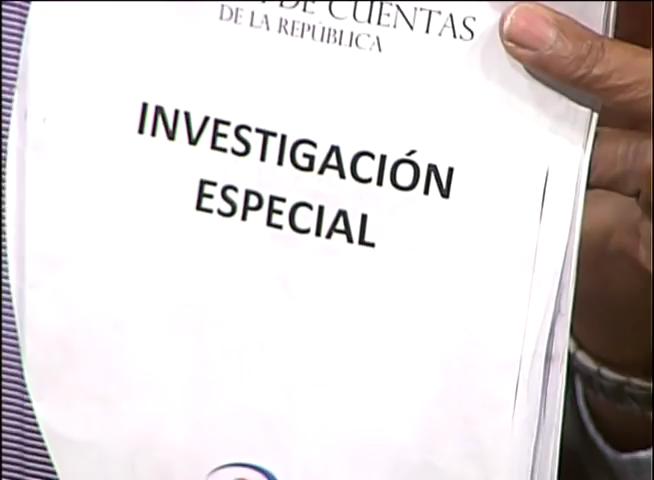 DE CUENTAS
DE LA REPÚBLICA
INVESTIGACIÓN
ESPECIAL